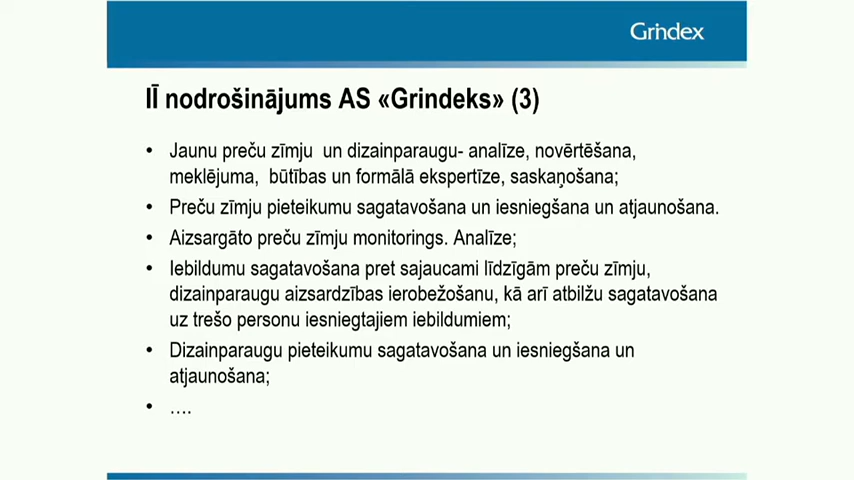 Grindex
IĪ nodrošinājums AS «Grindeks» (3)
• Jaunu preču zīmju un dizainparaugu- analīze, novērtēšana,
meklējuma, būtības un formālā ekspertīze, saskaņošana;
• Preču zīmju pieteikumu sagatavošana un iesniegšana un atjaunošana.
• Aizsargāto preču zīmju monitorings. Analīze;
• Iebildumu sagatavošana pret sajaucami līdzīgām preču zīmju,
dizainparaugu aizsardzības ierobežošanu, kā arī atbilžu sagatavošana
uz trešo personu iesniegtajiem iebildumiem;
• Dizainparaugu pieteikumu sagatavošana un iesniegšana un
atjaunošana;
• ....